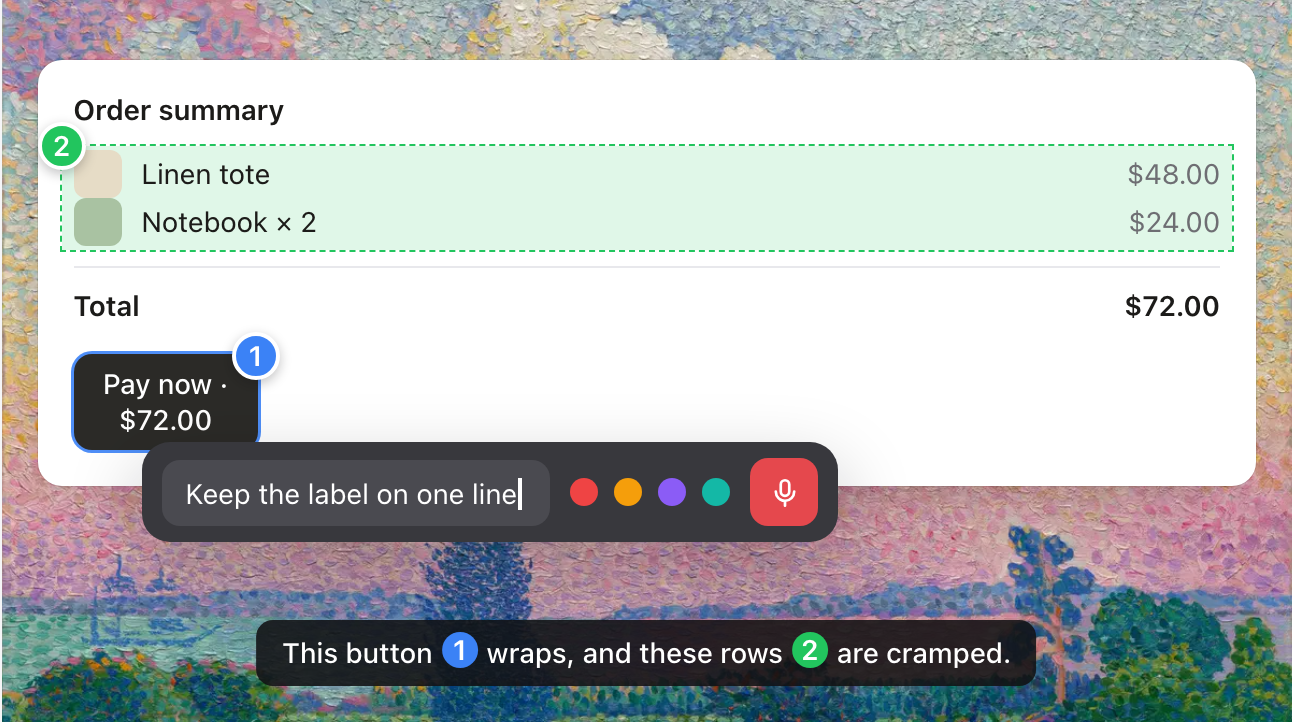 Order summary
2
Linen tote $48.00
Notebook × 2 $24.00
Total $72.00
1
Pay now ·
$72.00
Keep the label on one line
This button 1 wraps, and these rows 2 are cramped.